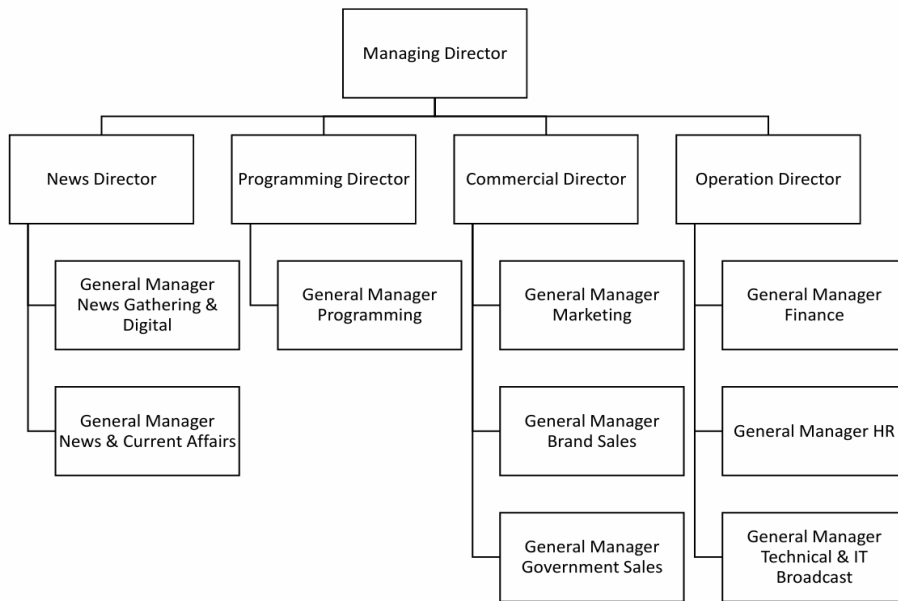 Managing Director
News Director
Programming Director
Commercial Director
Operation Director
General Manager
News Gathering &
Digital
General Manager
Programming
General Manager
Marketing
General Manager
Finance
General Manager
News & Current Affairs
General Manager
Brand Sales
General Manager HR
General Manager
Government Sales
General Manager
Technical & IT
Broadcast